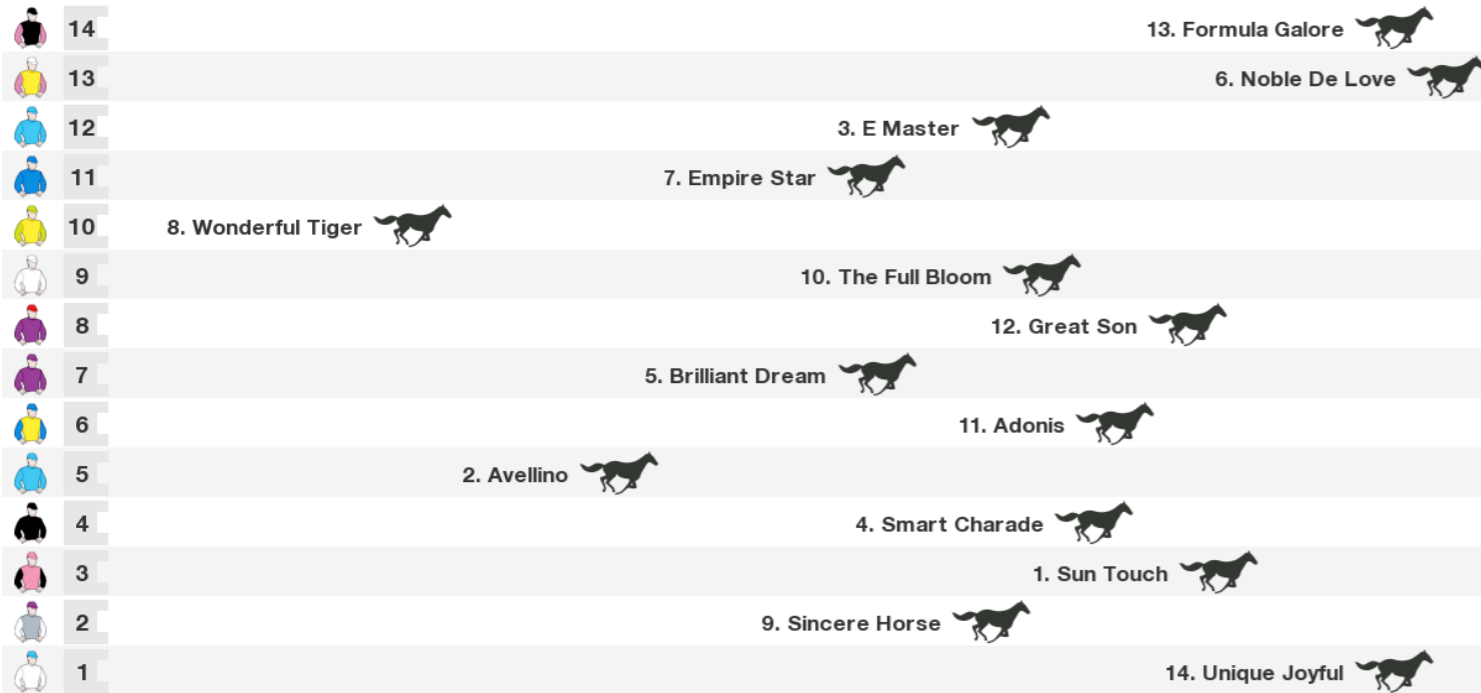 14 13. Formula Galore
13 6. Noble De Love
12 3. E Master
11 7. Empire Star
10 8. Wonderful Tiger
9 10. The Full Bloom
8 12. Great Son
7 5. Brilliant Dream
6 11. Adonis
5 2. Avellino
4 4. Smart Charade
3 1. Sun Touch
2 9. Sincere Horse
1 14. Unique Joyful